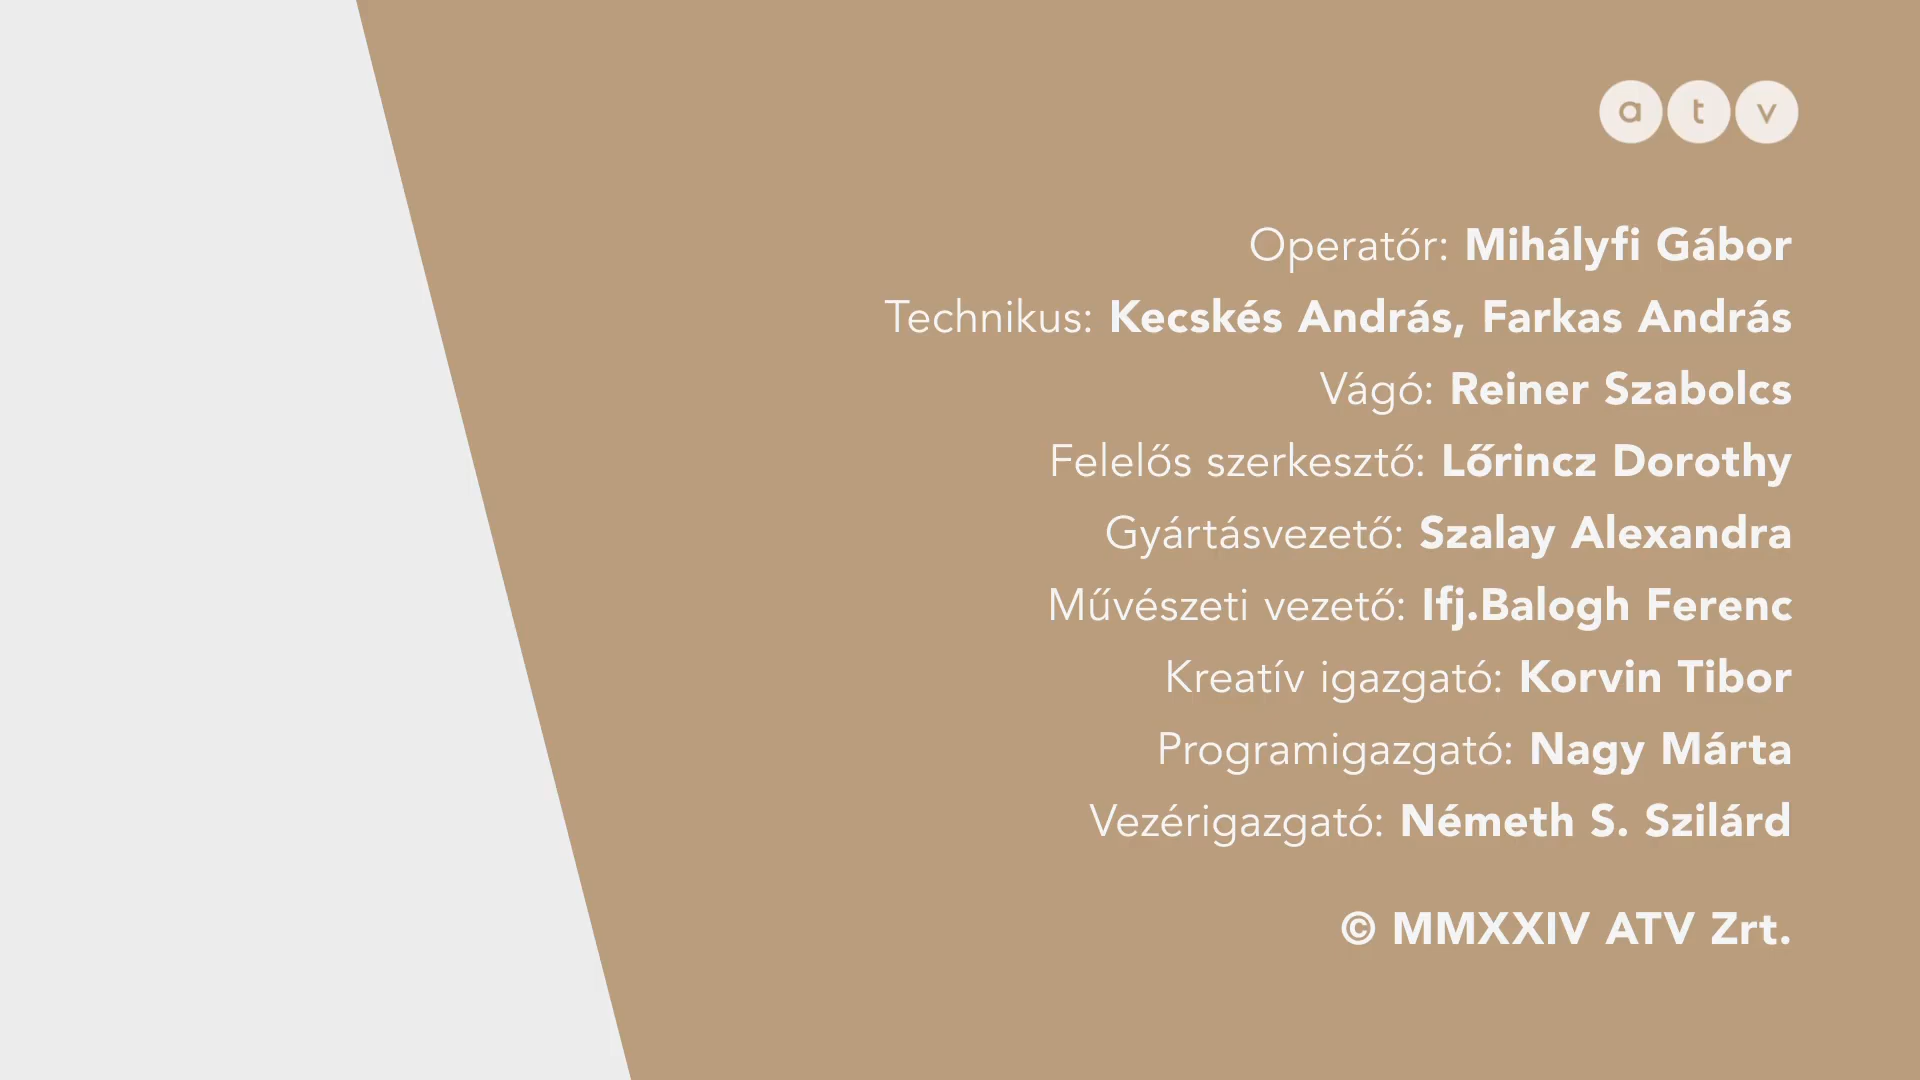 atv
Operatőr: Mihályfi Gábor
Technikus: Kecskés András, Farkas András
Vágó: Reiner Szabolcs
Felelős szerkesztő: Lőrincz Dorothy
Gyártásvezető: Szalay Alexandra
Művészeti vezető: Ifj.Balogh Ferenc
Kreatív igazgató: Korvin Tibor
Programigazgató: Nagy Márta
Vezérigazgató: Németh S. Szilárd
© MMXXIV ATV Zrt.